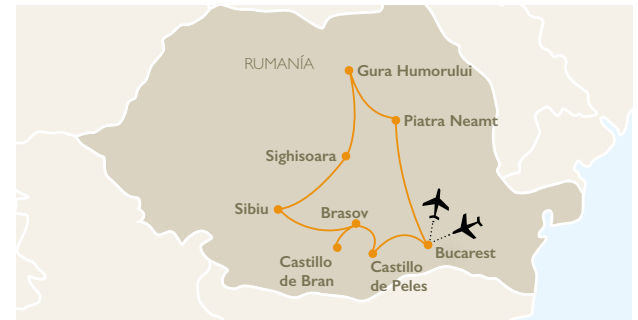 RUMANÍA
Gura Humorului
Piatra Neamt
Sighisoara
Sibiu
Brasov
Bucarest
Castillo
de Bran
Castillo
de Peles